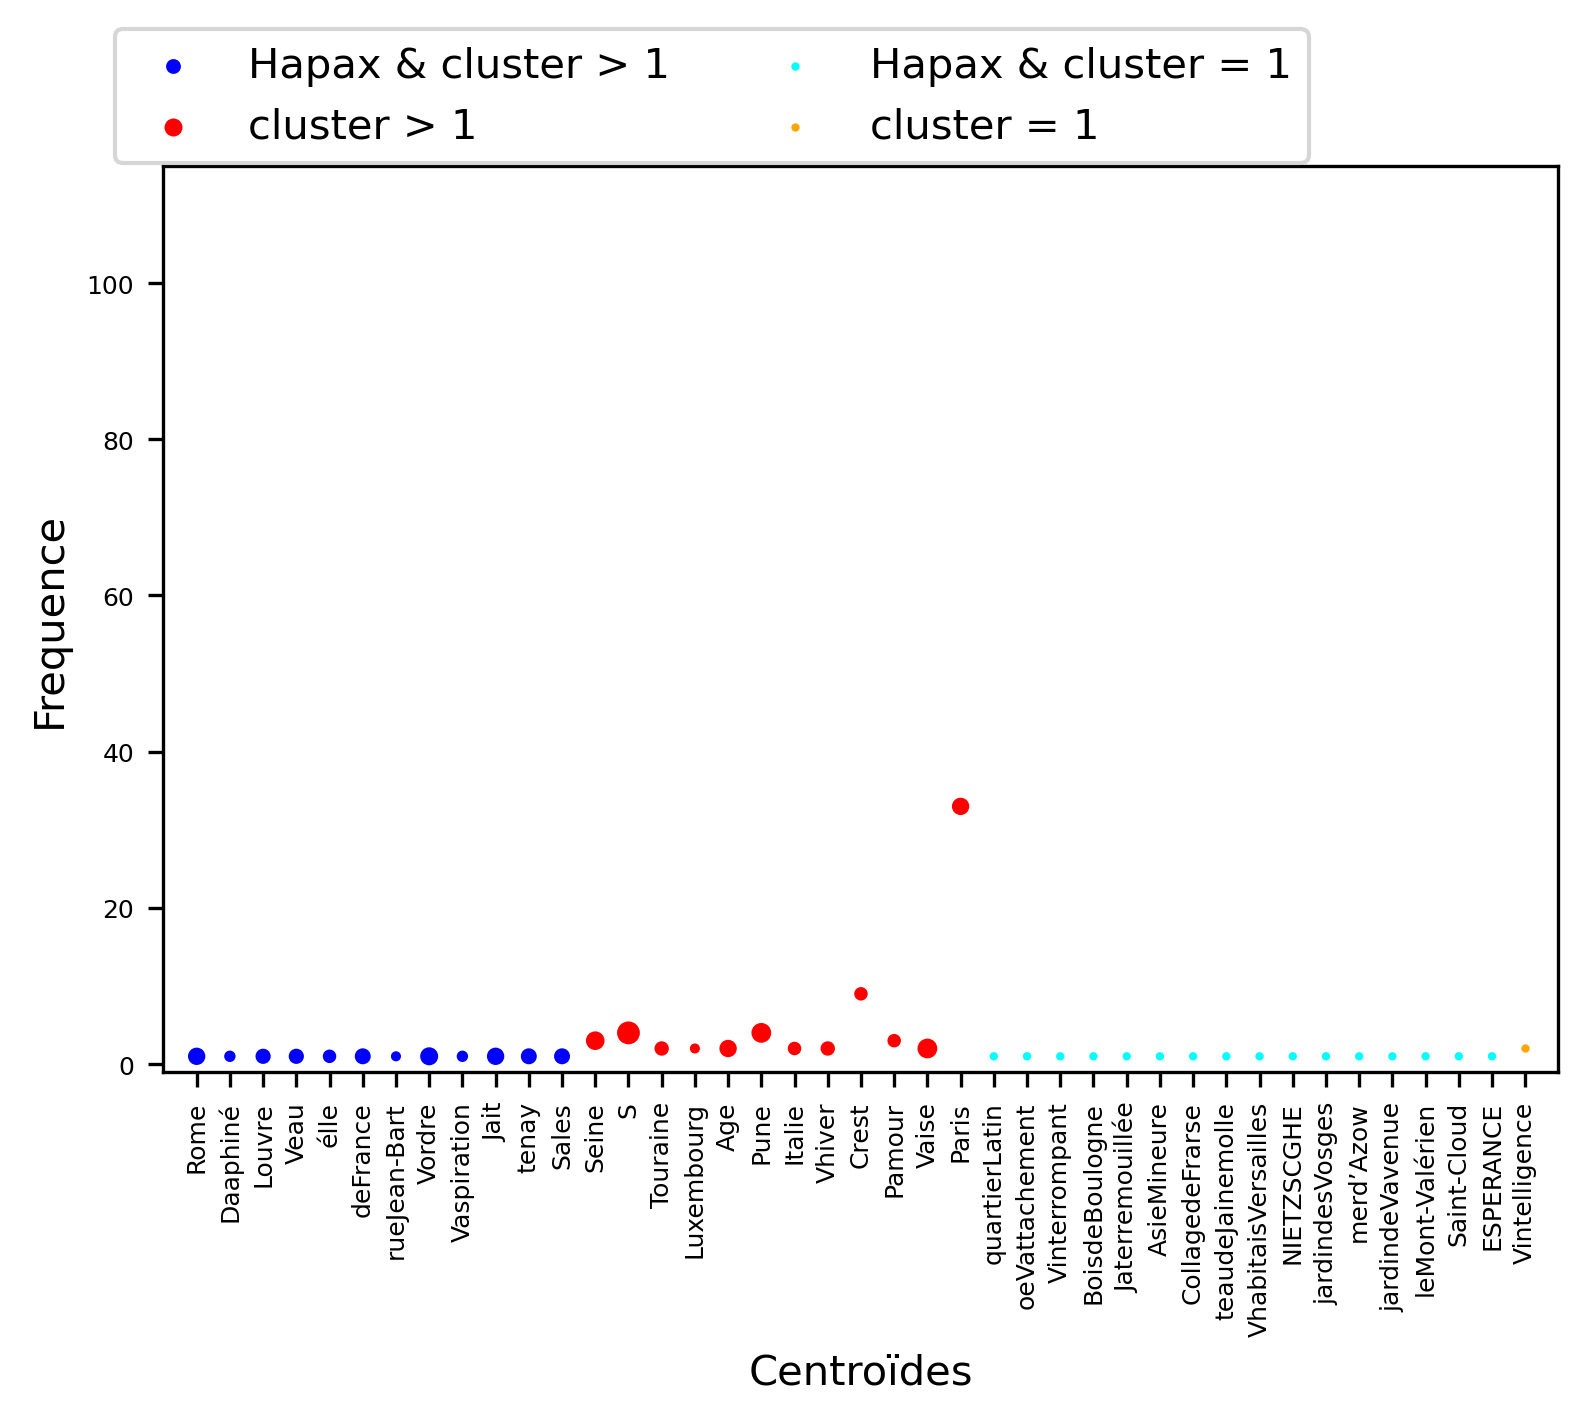 Hapax & cluster > 1
Hapax & cluster = 1
cluster > 1
cluster = 1
Frequence
100
80
60
40
20
0
Rome
Daaphiné
Louvre
Veau
élle
deFrance
rueJean-Bart
Vordre
Vaspiration
Jait
tenay
Sales
Seine
S
Touraine
Luxembourg
Age
Pune
Italie
Vhiver
Crest
Pamour
Vaise
Paris
quartierLatin
oeVattachement
Vinterrompant
BoisdeBoulogne
Jaterremouillée
AsieMineure
CollagedeFrarse
teaudeJainemolle
VhabitaisVersailles
NIETZSCGHE
jardindesVosges
merd’Azow
jardindeVavenue
leMont-Valérien
Saint-Cloud
ESPERANCE
Vintelligence
Centroïdes